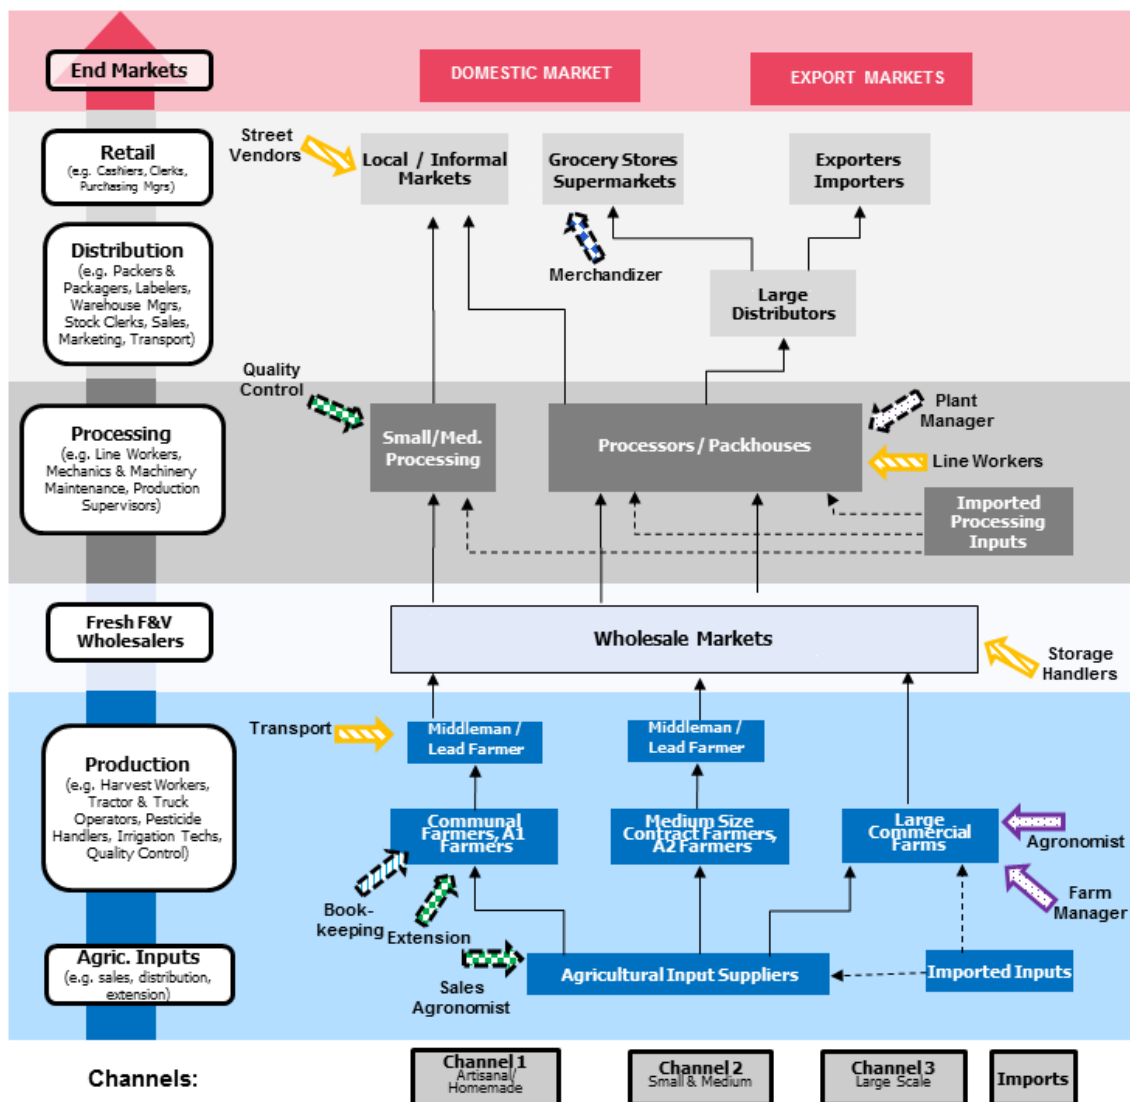 End Markets
DOMESTIC MARKET
EXPORT MARKETS
Retail
(e.g. Cashiers, Clerks,
Purchasing Mgrs)
Street
Vendors
Local / Informal
Markets
Grocery Stores
Supermarkets
Exporters
Importers
Distribution
(e.g. Packers &
Packagers, Labelers,
Warehouse Mgrs,
Stock Clerks, Sales,
Marketing, Transport)
Merchandizer
Large
Distributors
Quality
Control
Processing
(e.g. Line Workers,
Mechanics & Machinery
Maintenance, Production
Supervisors)
Small/Med.
Processing
Processors / Packhouses
Plant
Manager
Line Workers
Imported
Processing
Inputs
Fresh F&V
Wholesalers
Wholesale Markets
Storage
Handlers
Production
(e.g. Harvest Workers,
Tractor & Truck
Operators, Pesticide
Handlers, Irrigation Techs,
Quality Control)
Transport
Middleman /
Lead Farmer
Middleman /
Lead Farmer
Communal
Farmers, A1
Farmers
Medium Size
Contract Farmers,
A2 Farmers
Large
Commercial
Farms
Agronomist
Farm
Manager
Book-
keeping
Extension
Agric. Inputs
(e.g. sales, distribution,
extension)
Sales
Agronomist
Agricultural Input Suppliers
Imported Inputs
Channels:
Channel 1
Artisanal/
Homemade
Channel 2
Small & Medium
Channel 3
Large Scale
Imports